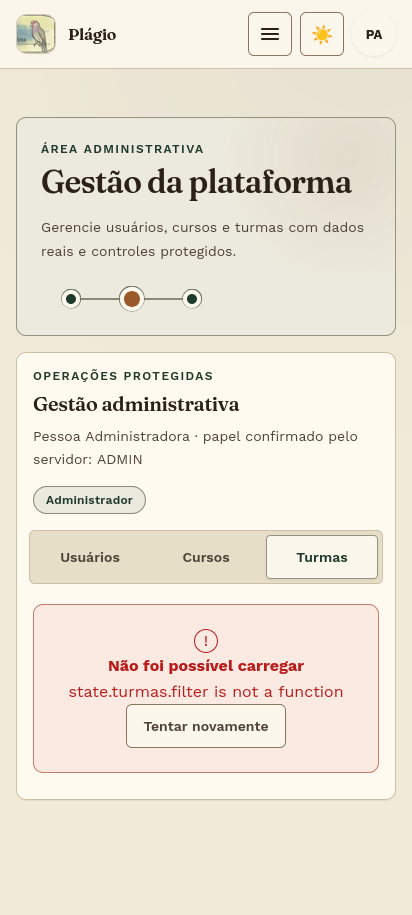 Plágio
PA
ÁREA ADMINISTRATIVA
Gestão da plataforma
Gerencie usuários, cursos e turmas com dados
reais e controles protegidos.
OPERAÇÕES PROTEGIDAS
Gestão administrativa
Pessoa Administradora · papel confirmado pelo
servidor: ADMIN
Administrador
Usuários Cursos Turmas
!
Não foi possível carregar
state.turmas.filter is not a function
Tentar novamente